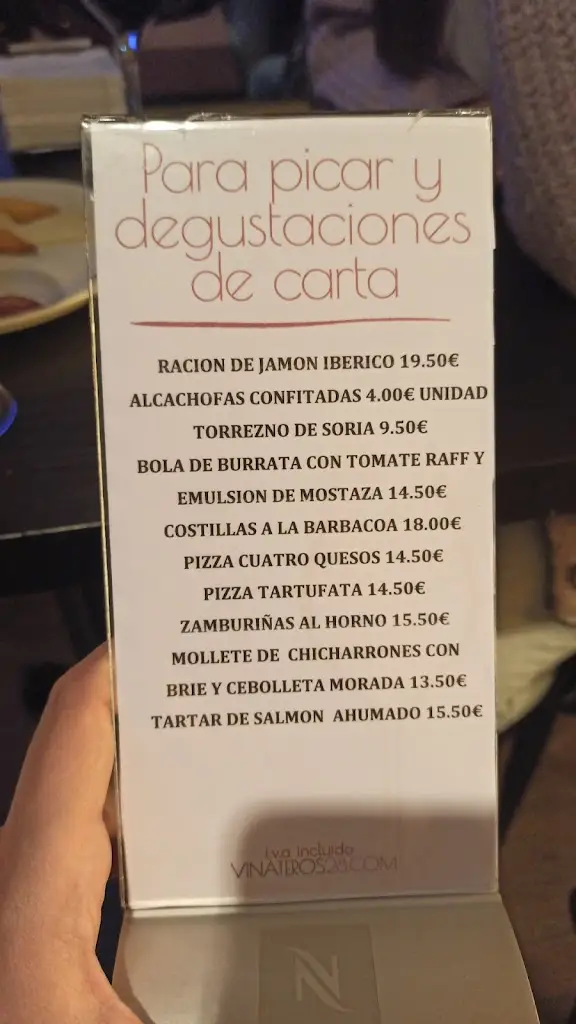 Para picar y
degustaciones
de carta
RACION DE JAMON IBERICO 19.50€
ALCACHOFAS CONFITADAS 4.00€ UNIDAD
TORREZNO DE SORIA 9.50€
BOLA DE BURRATA CON TOMATE RAFF Y
EMULSION DE MOSTAZA 14.50€
COSTILLAS A LA BARBACOA 18.00€
PIZZA CUATRO QUESOS 14.50€
PIZZA TARTUFATA 14.50€
ZAMBURIÑAS AL HORNO 15.50€
MOLLETE DE CHICHARRONES CON
BRIE Y CEBOLLETA MORADA 13.50€
TARTAR DE SALMON AHUMADO 15.50€
i.v.a incluido
VINATEROS28.COM
N